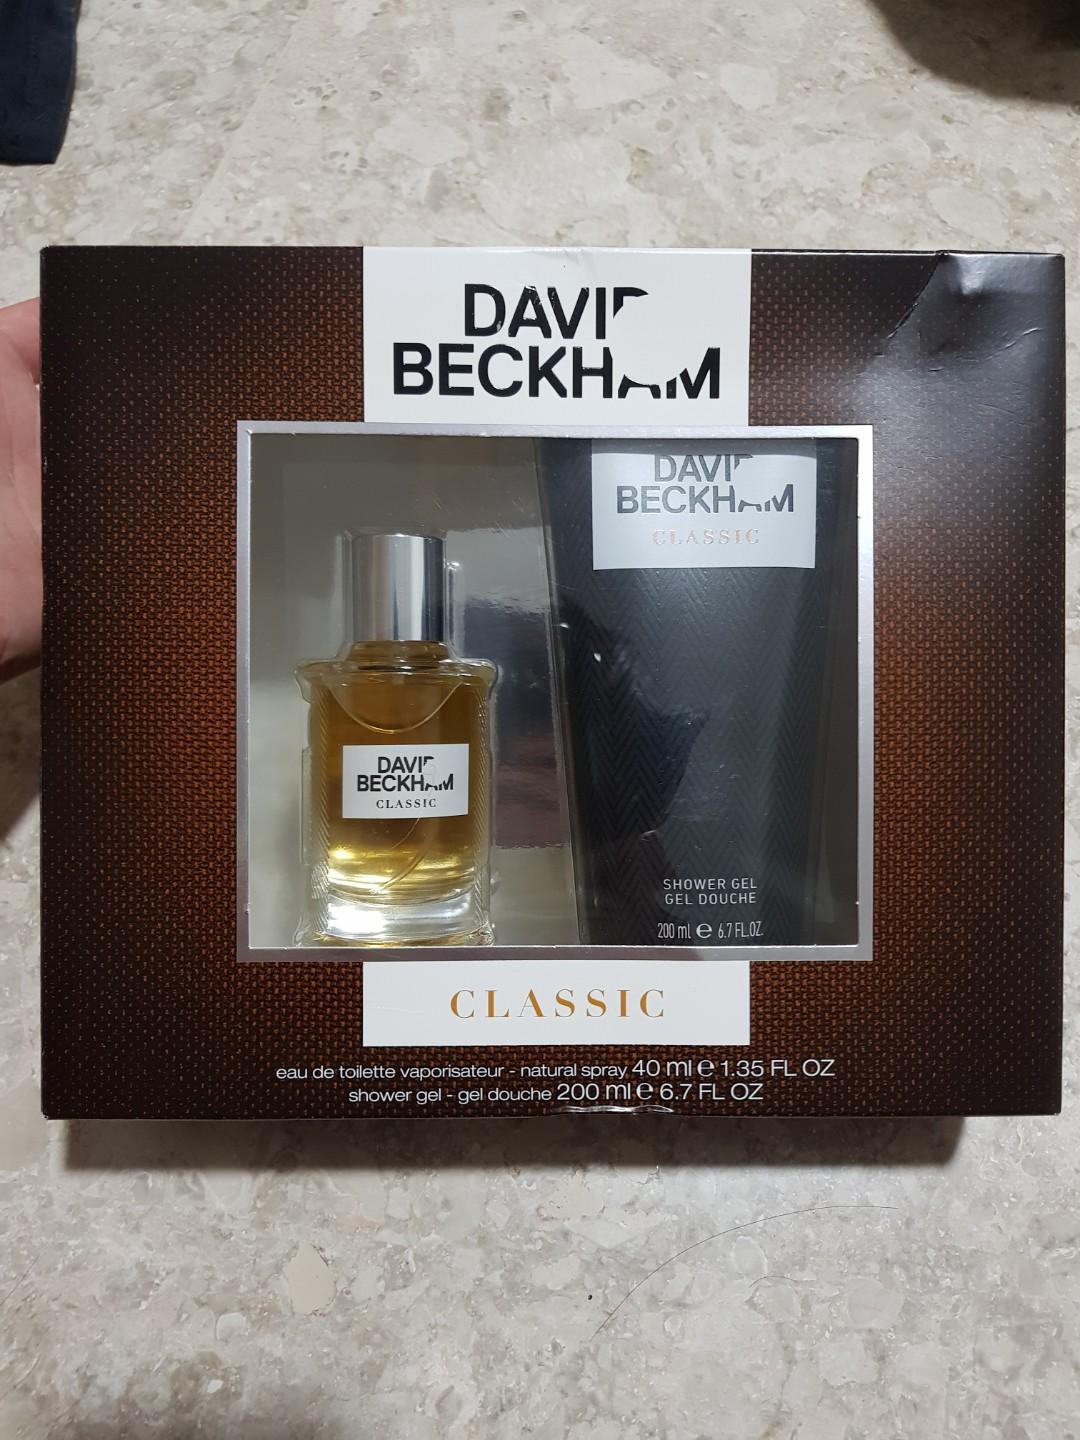 DAVID
BECKHAM
DAVID
BECKHAM
CLASSIC
DAVID
BECKHAM
CLASSIC
SHOWER GEL
GEL DOUCHE
200 ml e 6.7 FL.OZ.
CLASSIC
eau de toilette vaporisateur - natural spray 40 ml e 1.35 FL OZ
shower gel - gel douche 200 ml e 6.7 FL OZ